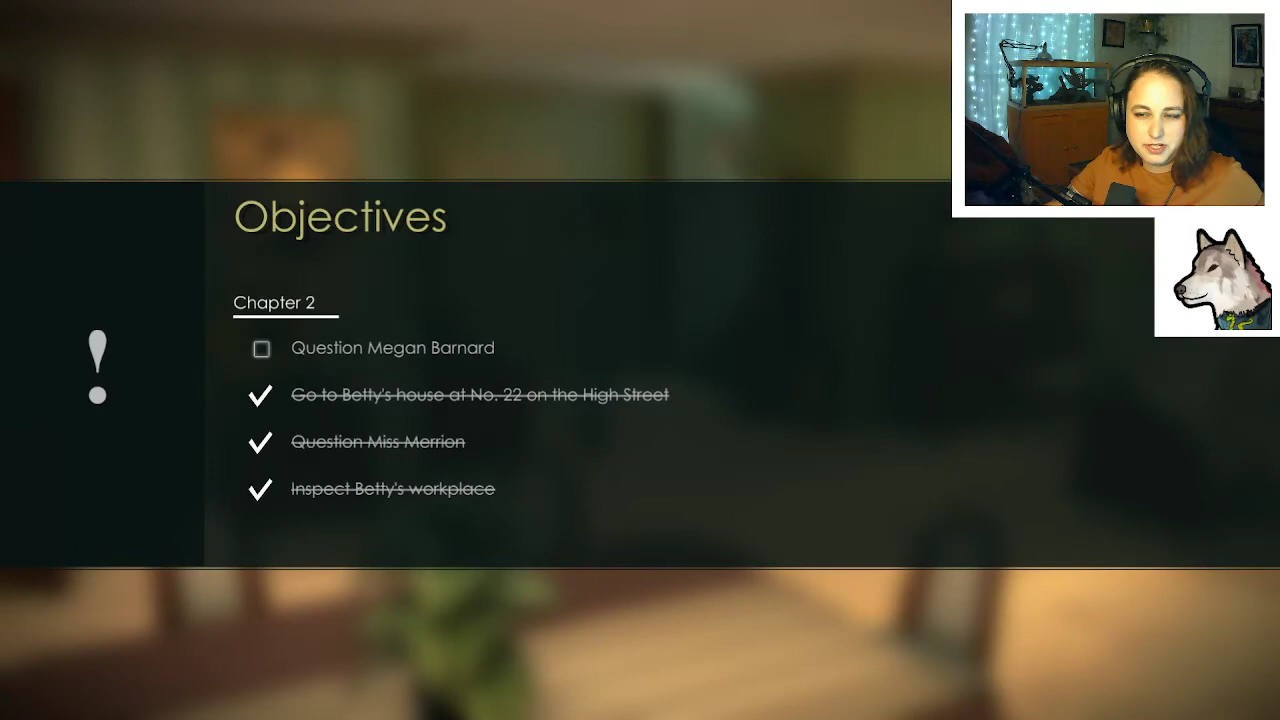 Objectives
Chapter 2
Question Megan Barnard
Go to Betty's house at No. 22 on the High Street
Question Miss Merrion
Inspect Betty's workplace